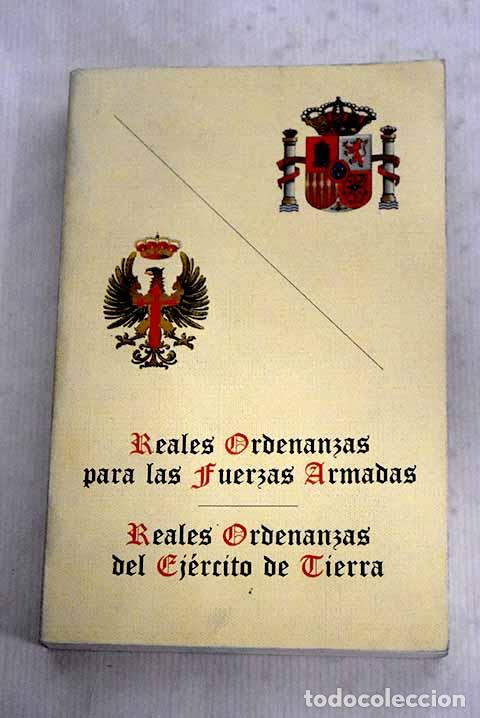 Reales Ordenanzas
para las Fuerzas Armadas
Reales Ordenanzas
del Ejército de Tierra
todocoleccion